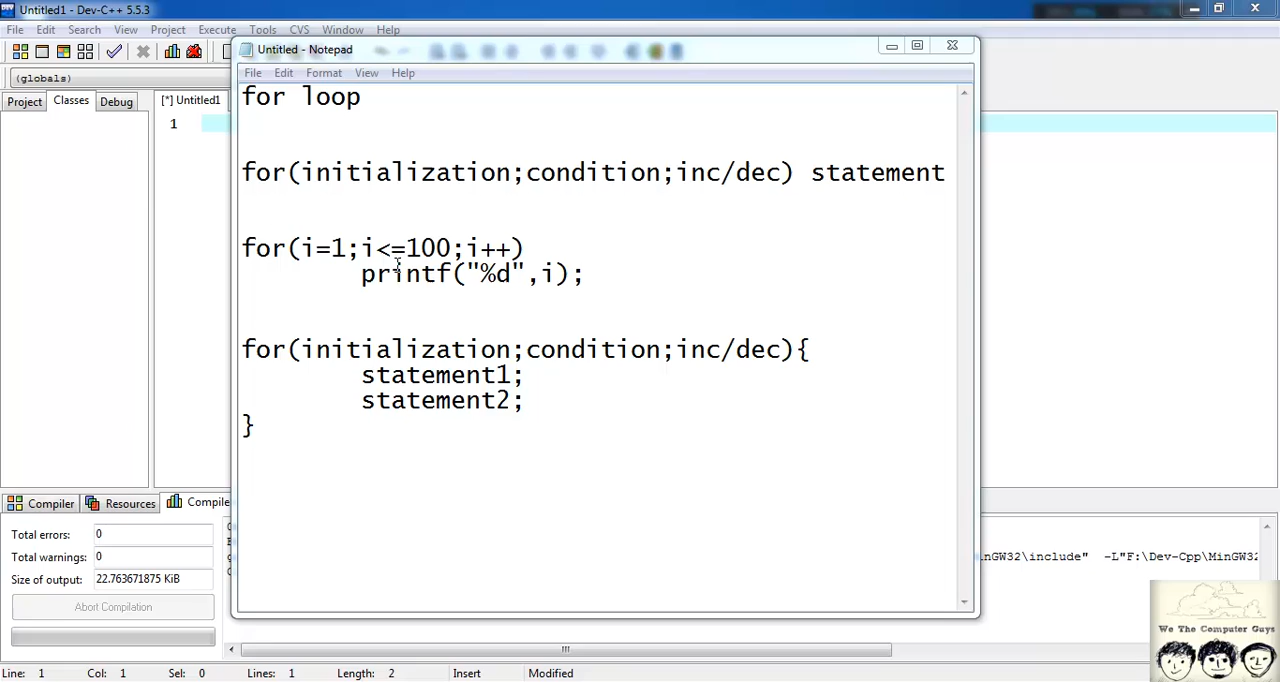 Untitled1 - Dev-C++ 5.5.3
File Edit Search View Project Execute Tools CVS Window Help
Untitled - Notepad
(globals)
File Edit Format View Help
Project Classes Debug
[*] Untitled1
1
for loop
for(initialization;condition;inc/dec) statement
for(i=1;i<=100;i++)
printf("%d",i);
for(initialization;condition;inc/dec){
statement1;
statement2;
}
Compiler Resources Compile
Total errors: 0
Total warnings: 0
Size of output: 22.763671875 KiB
Abort Compilation
nGW32\include" -L"F:\Dev-Cpp\MinGW32
We The Computer Guys
Line: 1 Col: 1 Sel: 0 Lines: 1 Length: 2 Insert Modified